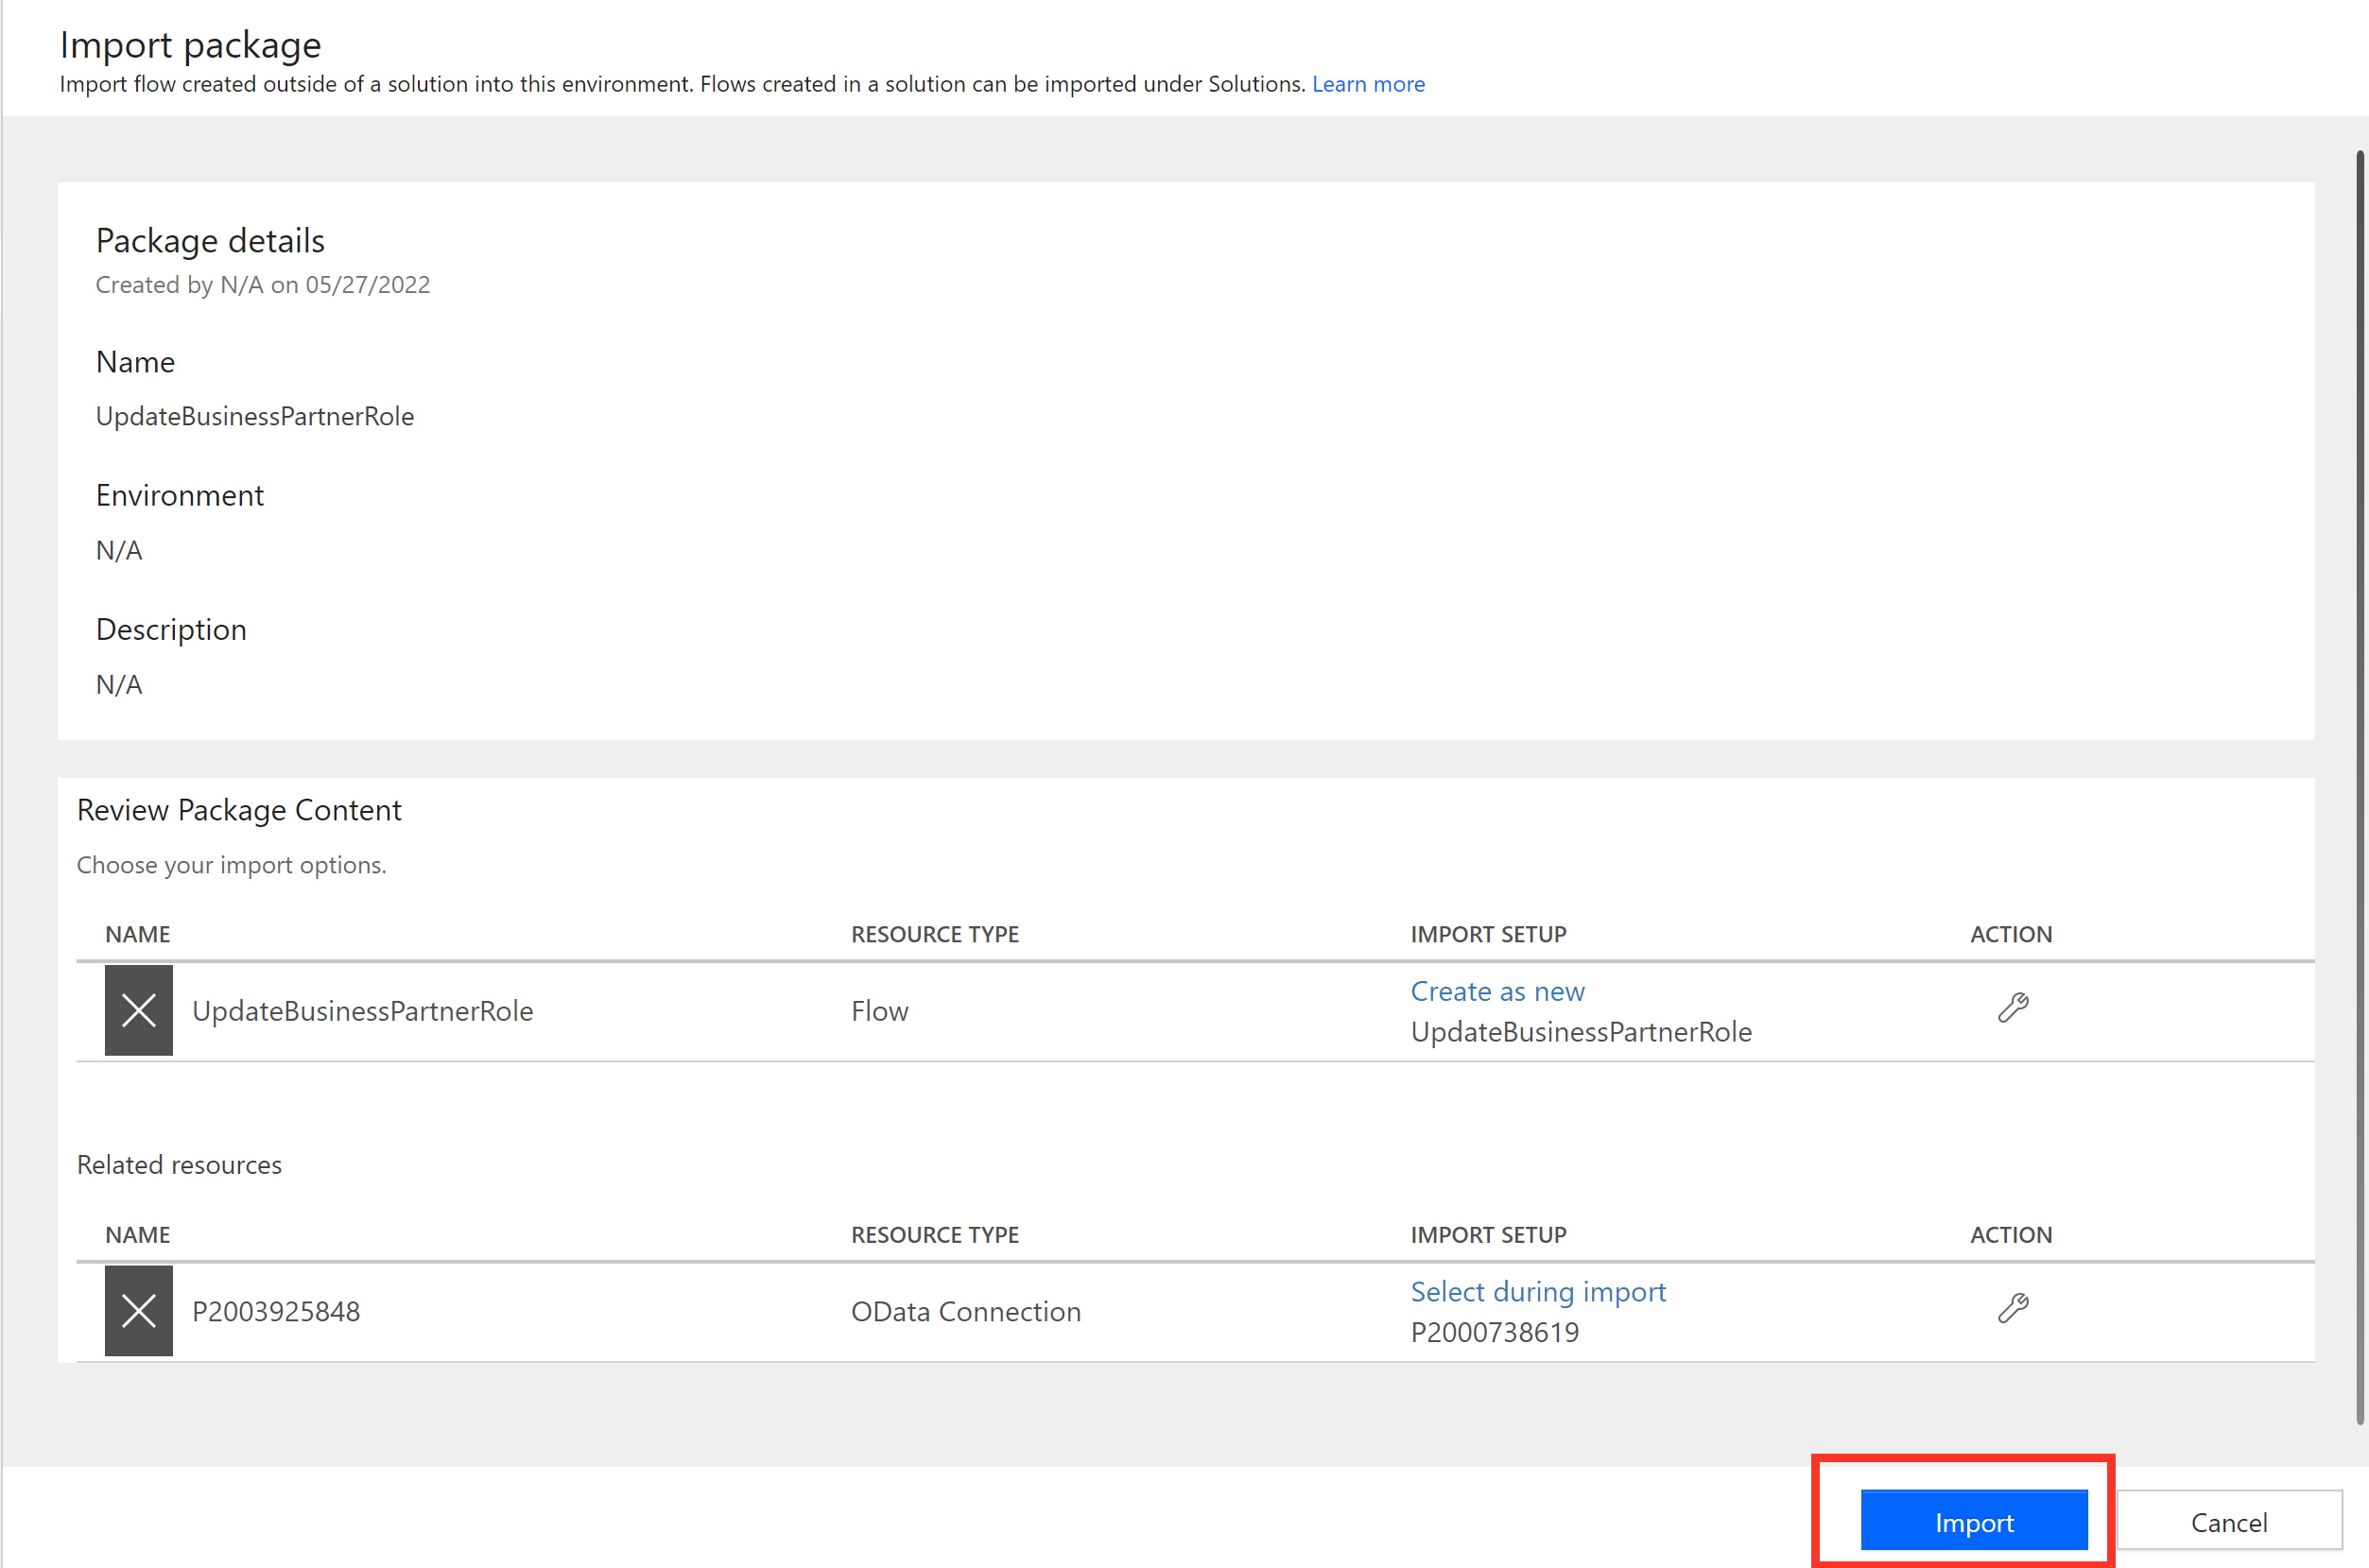 Import package
Import flow created outside of a solution into this environment. Flows created in a solution can be imported under Solutions. Learn more
Package details
Created by N/A on 05/27/2022
Name
UpdateBusinessPartnerRole
Environment
N/A
Description
N/A
Review Package Content
Choose your import options.
NAME RESOURCE TYPE IMPORT SETUP ACTION
UpdateBusinessPartnerRole Flow Create as new
UpdateBusinessPartnerRole
Related resources
NAME RESOURCE TYPE IMPORT SETUP ACTION
P2003925848 OData Connection Select during import
P2000738619
Import Cancel